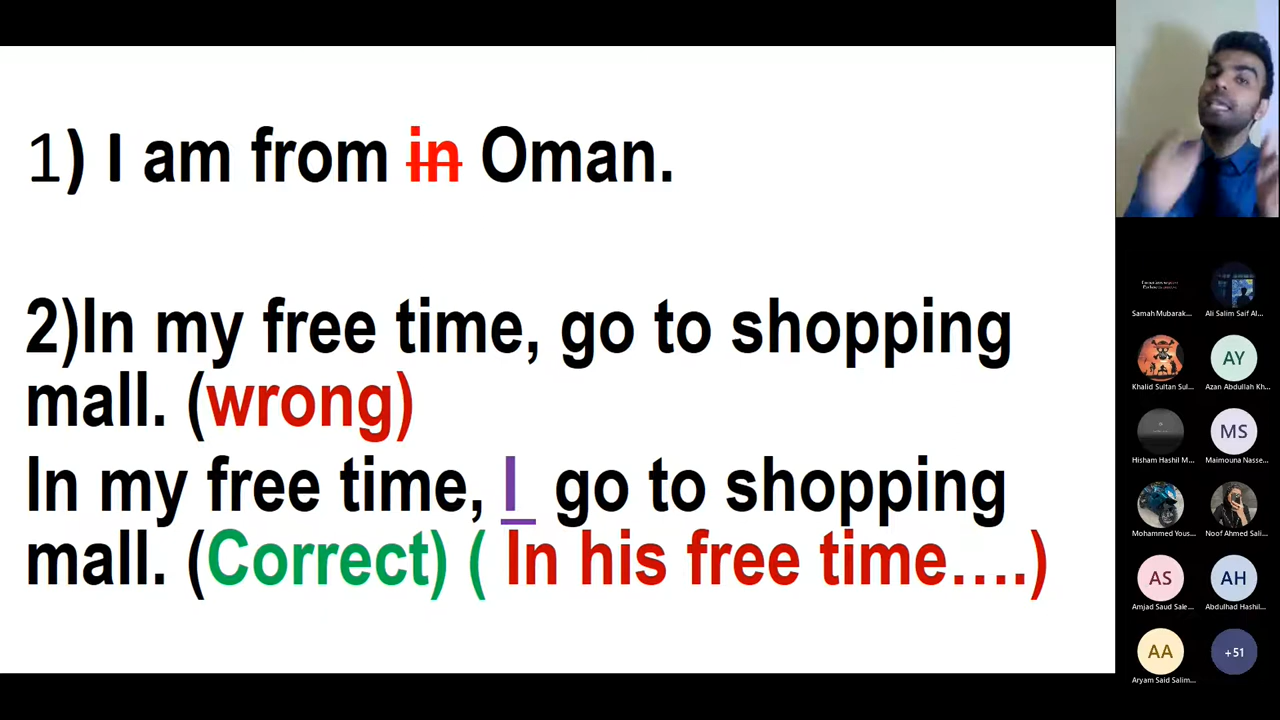 1) I am from in Oman.
2)In my free time, go to shopping
mall. (wrong)
In my free time, I go to shopping
mall. (Correct) ( In his free time….)
Samah Mubarak...
Ali Salim Saif Al...
Khalid Sultan Sul...
AY
Azan Abdullah Kh...
Hisham Hashil M...
MS
Maimouna Nasse...
Mohammed Yous...
Noof Ahmed Sali...
AS
Amjad Saud Sale...
AH
Abdulhad Hashil...
AA
Aryam Said Salim...
+51